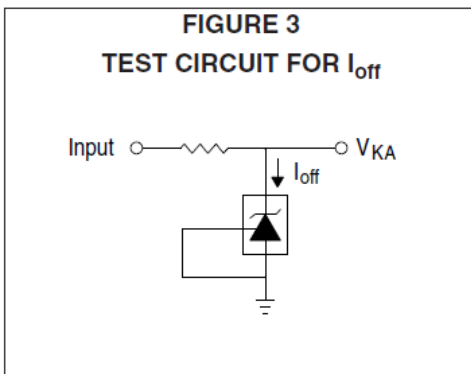 FIGURE 3
TEST CIRCUIT FOR Ioff
Input
VKA
Ioff